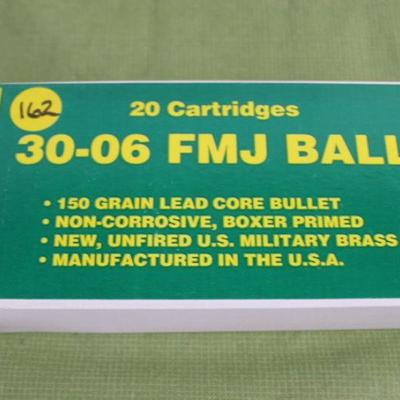 162
20 Cartridges
30-06 FMJ BALL
• 150 GRAIN LEAD CORE BULLET
• NON-CORROSIVE, BOXER PRIMED
• NEW, UNFIRED U.S. MILITARY BRASS
• MANUFACTURED IN THE U.S.A.